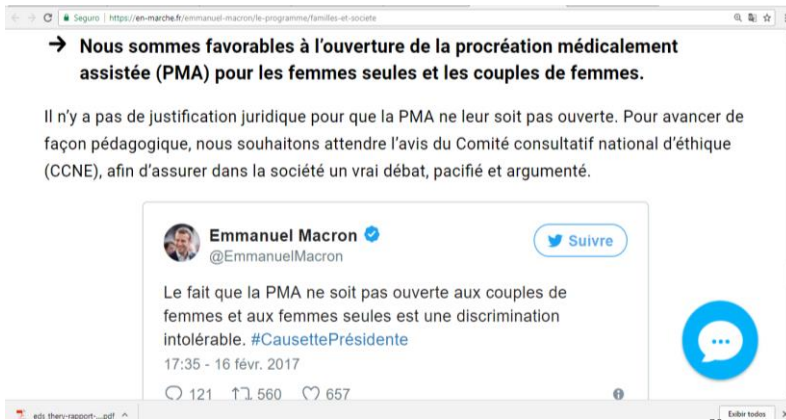 Seguro | https://en-marche.fr/emmanuel-macron/le-programme/familles-et-societe
→ Nous sommes favorables à l'ouverture de la procréation médicalement
assistée (PMA) pour les femmes seules et les couples de femmes.
Il n'y a pas de justification juridique pour que la PMA ne leur soit pas ouverte. Pour avancer de
façon pédagogique, nous souhaitons attendre l'avis du Comité consultatif national d'éthique
(CCNE), afin d'assurer dans la société un vrai débat, pacifié et argumenté.
Emmanuel Macron
@EmmanuelMacron
Suivre
Le fait que la PMA ne soit pas ouverte aux couples de
femmes et aux femmes seules est une discrimination
intolérable. #CausettePrésidente
17:35 - 16 févr. 2017
121 560 657
eds thery-rapport-....pdf
Exibir todos